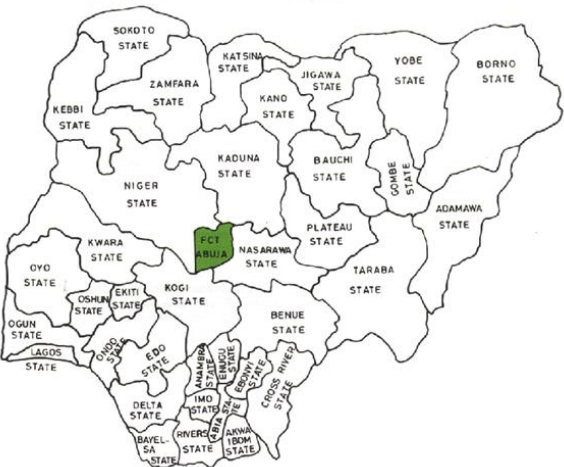 SOKOTO
STATE
KATSINA
STATE
JIGAWA
STATE
YOBE
STATE
BORNO
STATE
ZAMFARA
STATE
KANO
STATE
KEBBI
STATE
KADUNA
STATE
BAUCHI
STATE
GOMBE
STATE
NIGER
STATE
ADAMAWA
STATE
PLATEAU
STATE
FCT
ABUJA
NASARAWA
STATE
KWARA
STATE
TARABA
STATE
OYO
STATE
KOGI
STATE
EKITI
STATE
OSHUN
STATE
BENUE
STATE
OGUN
STATE
LAGOS
STATE
ONDO
STATE
EDO
STATE
ANAMBRA
STATE
ENUGU
STATE
EBONYI
STATE
CROSS RIVER
STATE
DELTA
STATE
IMO
STATE
ABIA STA
TE
BAYEL-
SA
STATE
RIVERS
STATE
AKWA
IBOM
STATE